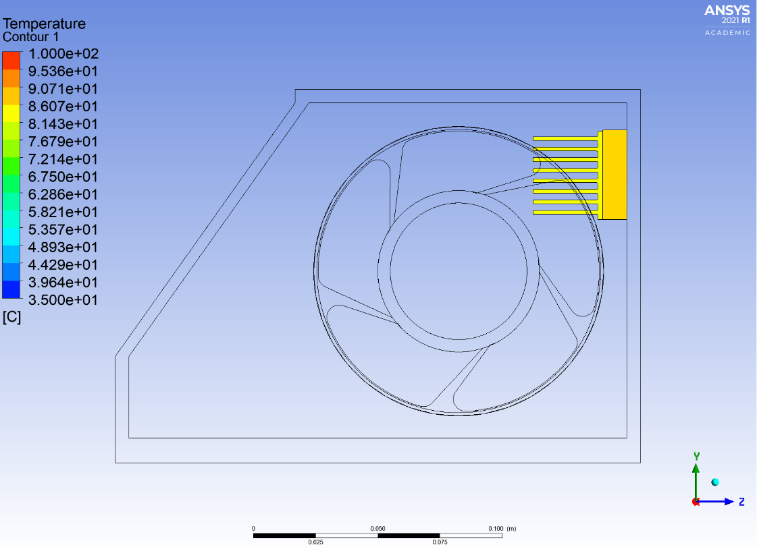 ANSYS
2021 R1
ACADEMIC
Temperature
Contour 1
1.000e+02
9.536e+01
9.071e+01
8.607e+01
8.143e+01
7.679e+01
7.214e+01
6.750e+01
6.286e+01
5.821e+01
5.357e+01
4.893e+01
4.429e+01
3.964e+01
3.500e+01
[C]
Y
Z
0 0.050 0.100 (m)
0.025 0.075